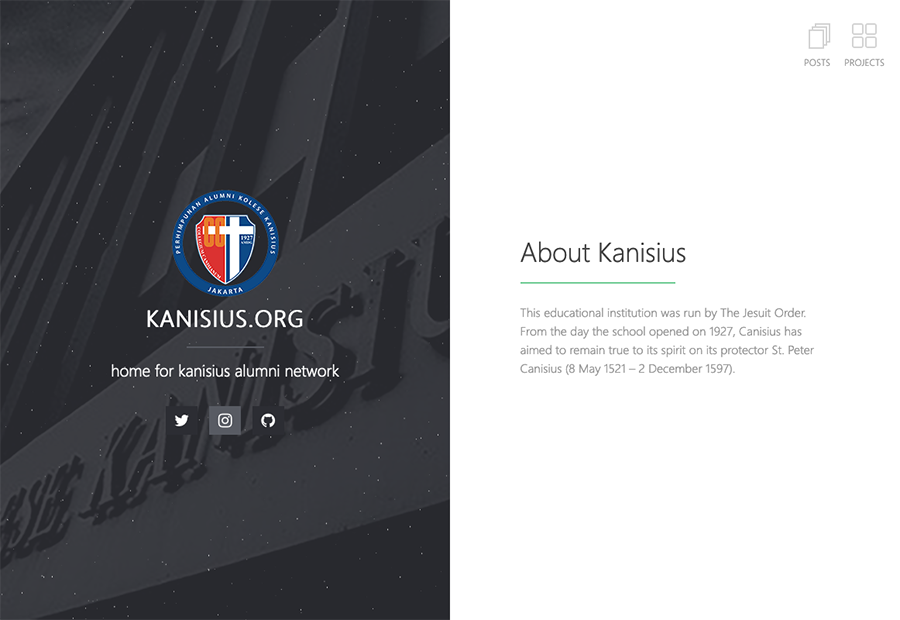 POSTS
PROJECTS
PERHIMPUNAN ALUMNI KOLESE KANISIUS
CC
1927
JAKARTA
KANISIUS.ORG
home for kanisius alumni network
KANISIUS
About Kanisius
This educational institution was run by The Jesuit Order.
From the day the school opened on 1927, Canisius has
aimed to remain true to its spirit on its protector St. Peter
Canisius (8 May 1521 – 2 December 1597).